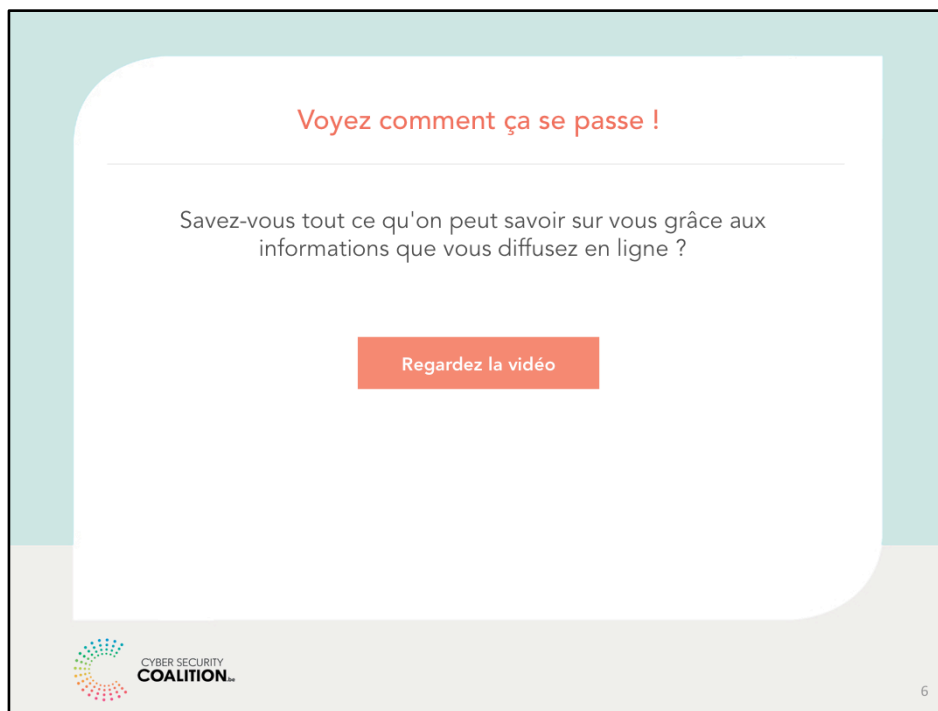 Voyez comment ça se passe !
Savez-vous tout ce qu'on peut savoir sur vous grâce aux
informations que vous diffusez en ligne ?
Regardez la vidéo
CYBER SECURITY
COALITION.be
6